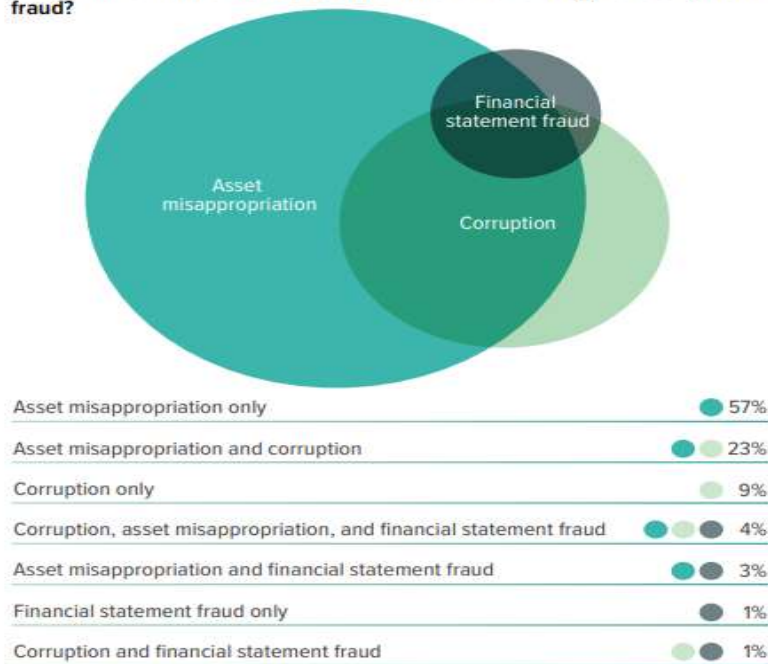 fraud?
Financial
statement fraud
Asset
misappropriation
Corruption
Asset misappropriation only 57%
Asset misappropriation and corruption 23%
Corruption only 9%
Corruption, asset misappropriation, and financial statement fraud 4%
Asset misappropriation and financial statement fraud 3%
Financial statement fraud only 1%
Corruption and financial statement fraud 1%